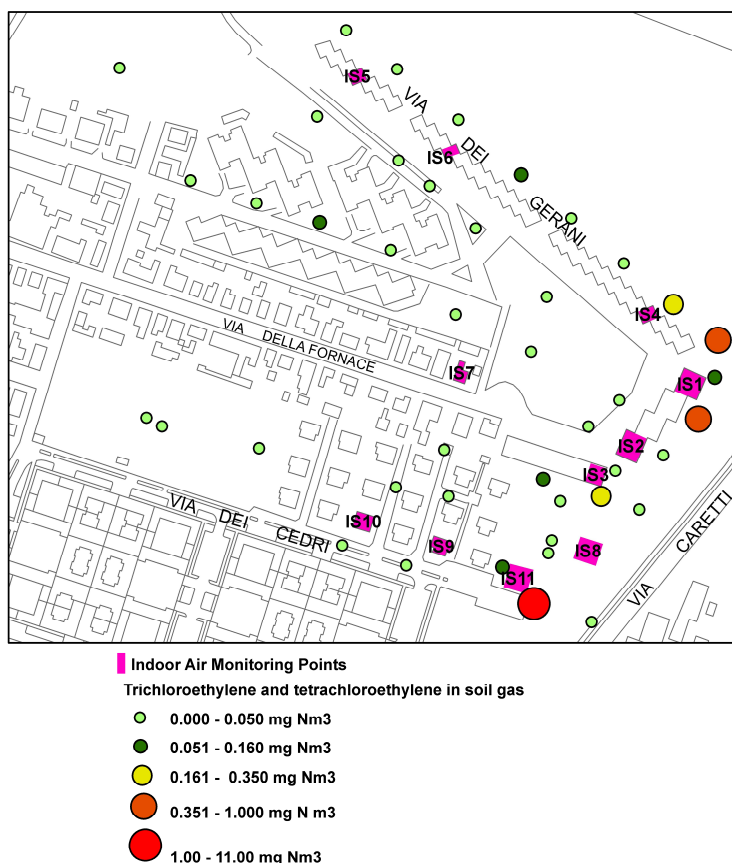 IS5
VIA
DEI
IS6
GERANI
IS4
VIA DELLA FORNACE
IS7
IS1
IS2
IS3
VIA DEI CEDRI
IS10
IS9
IS8
IS11
VIA CARETTI
Indoor Air Monitoring Points
Trichloroethylene and tetrachloroethylene in soil gas
0.000 - 0.050 mg Nm3
0.051 - 0.160 mg Nm3
0.161 - 0.350 mg Nm3
0.351 - 1.000 mg N m3
1.00 - 11.00 mg Nm3